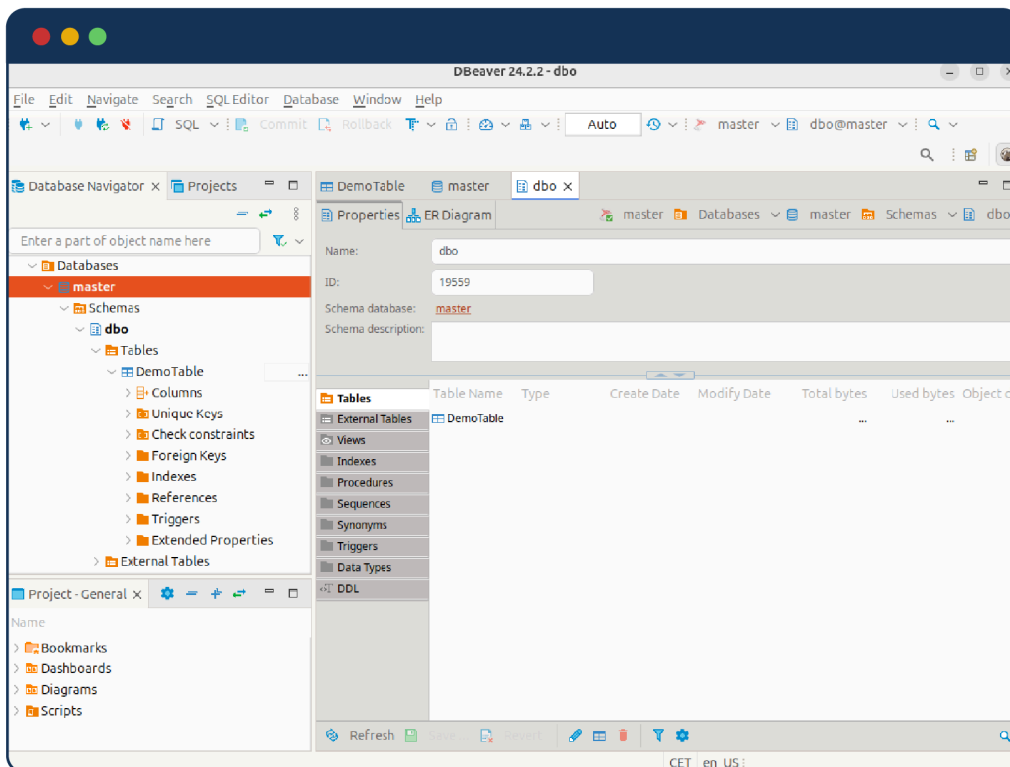 DBeaver 24.2.2 - dbo
File Edit Navigate Search SQL Editor Database Window Help
SQL Commit Rollback Auto master dbo@master
Database Navigator Projects
Enter a part of object name here
Databases
master
Schemas
dbo
Tables
DemoTable ...
Columns
Unique Keys
Check constraints
Foreign Keys
Indexes
References
Triggers
Extended Properties
External Tables
Project - General
Name
Bookmarks
Dashboards
Diagrams
Scripts
DemoTable master dbo
Properties ER Diagram master Databases master Schemas dbo
Name: dbo
ID: 19559
Schema database: master
Schema description:
Tables
External Tables
Views
Indexes
Procedures
Sequences
Synonyms
Triggers
Data Types
DDL
Table Name Type Create Date Modify Date Total bytes Used bytes Object
DemoTable ... ...
Refresh Save Revert
CET en_US